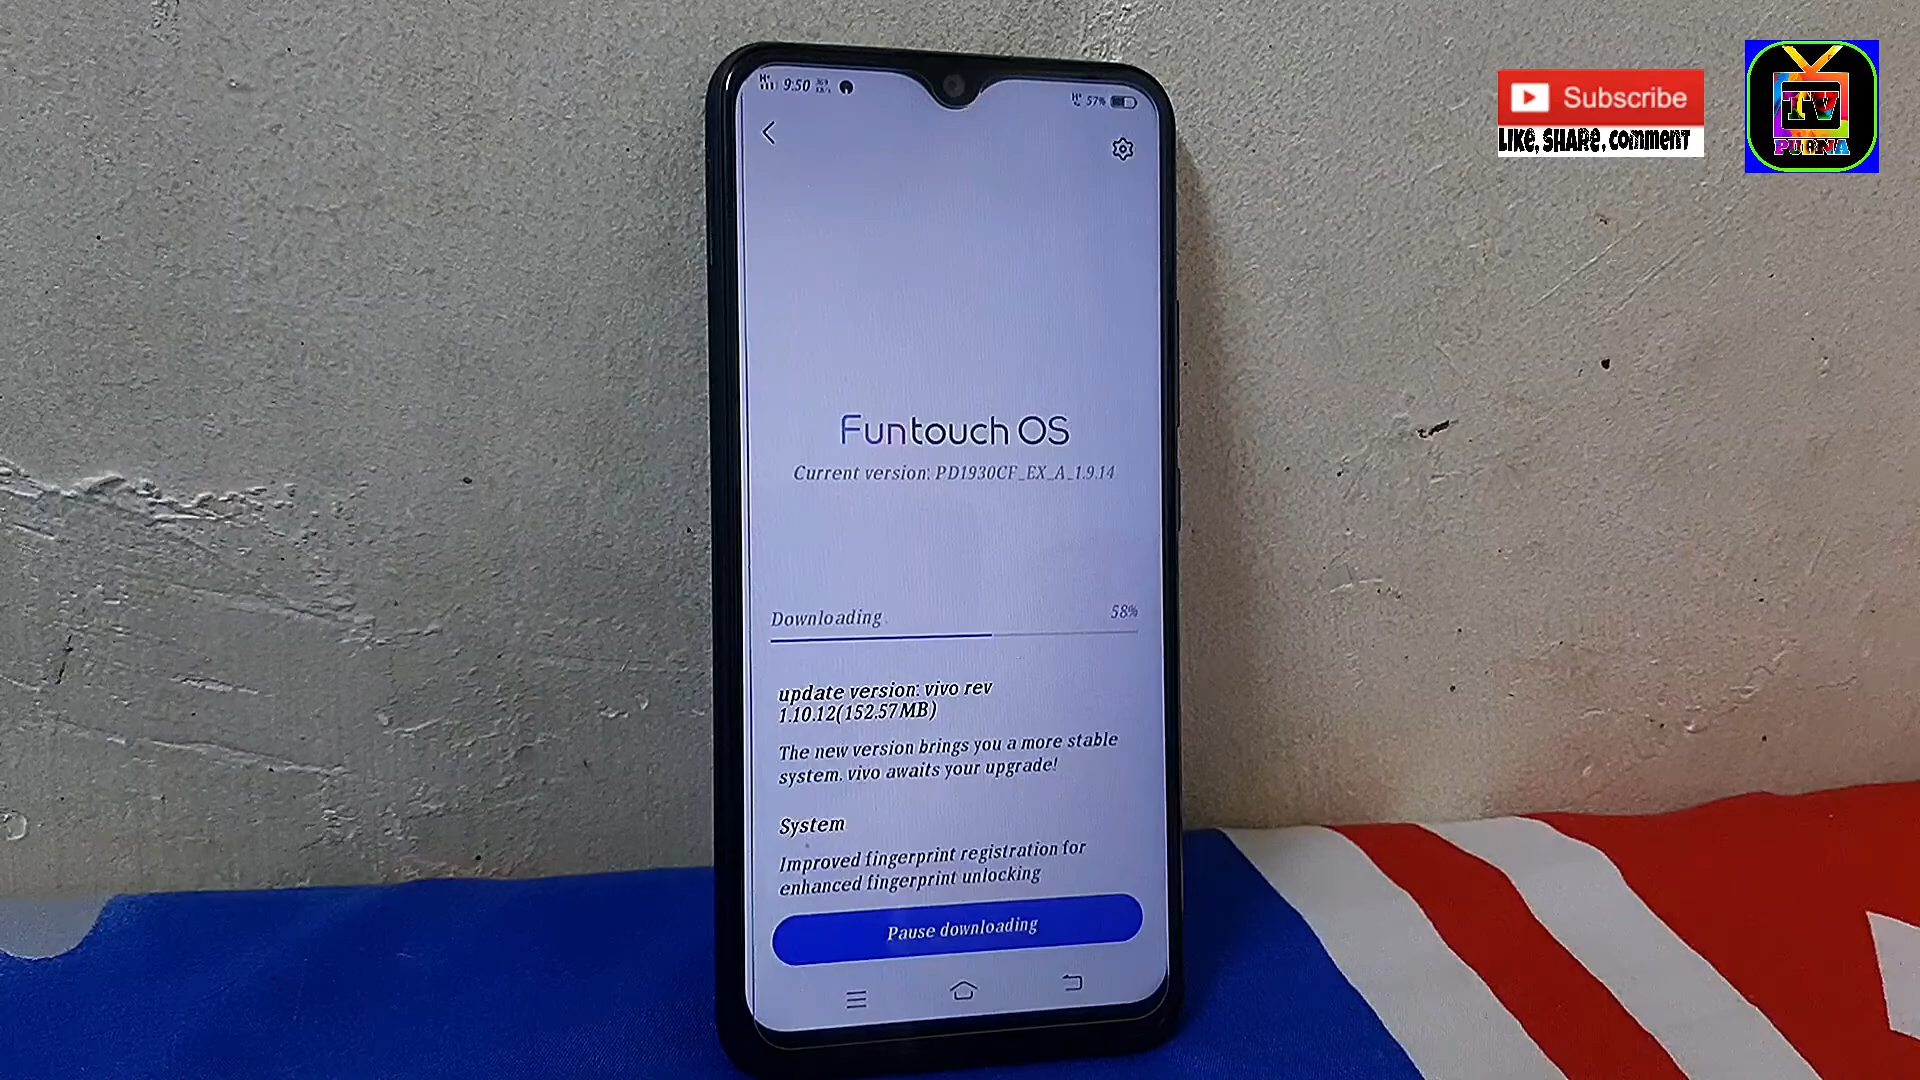 9:50
57%
Subscribe
LIKE, SHARE, comment
TV
PURNA
Funtouch OS
Current version: PD1930CF_EX_A_1.9.14
Downloading
58%
update version: vivo rev
1.10.12(152.57MB)
The new version brings you a more stable
system. vivo awaits your upgrade!
System
Improved fingerprint registration for
enhanced fingerprint unlocking
Pause downloading